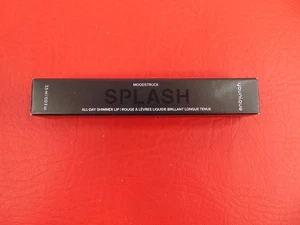 MOODSTRUCK
SPLASH
ALL-DAY SHIMMER LIP | ROUGE À LÈVRES LIQUIDE BRILLANT LONGUE TENUE
younique